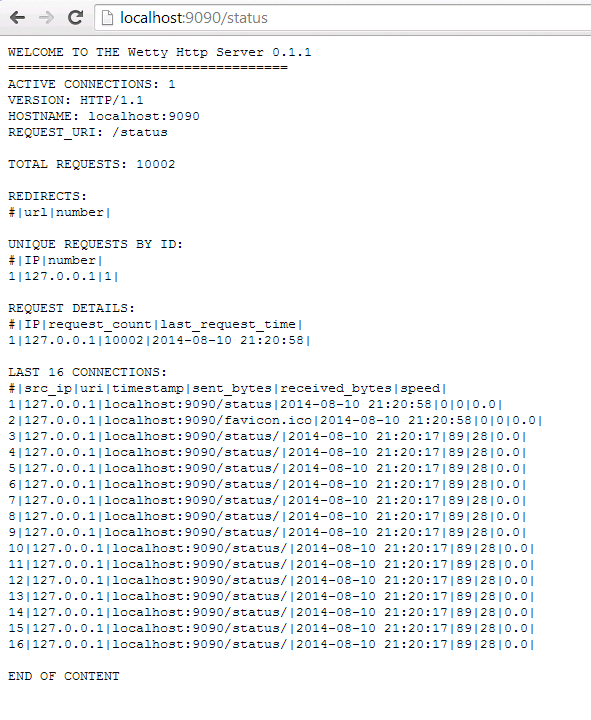 localhost:9090/status
WELCOME TO THE Wetty Http Server 0.1.1
===================================
ACTIVE CONNECTIONS: 1
VERSION: HTTP/1.1
HOSTNAME: localhost:9090
REQUEST_URI: /status
TOTAL REQUESTS: 10002
REDIRECTS:
#|url|number|
UNIQUE REQUESTS BY ID:
#|IP|number|
1|127.0.0.1|1|
REQUEST DETAILS:
#|IP|request_count|last_request_time|
1|127.0.0.1|10002|2014-08-10 21:20:58|
LAST 16 CONNECTIONS:
#|src_ip|uri|timestamp|sent_bytes|received_bytes|speed|
1|127.0.0.1|localhost:9090/status|2014-08-10 21:20:58|0|0|0.0|
2|127.0.0.1|localhost:9090/favicon.ico|2014-08-10 21:20:58|0|0|0.0|
3|127.0.0.1|localhost:9090/status/|2014-08-10 21:20:17|89|28|0.0|
4|127.0.0.1|localhost:9090/status/|2014-08-10 21:20:17|89|28|0.0|
5|127.0.0.1|localhost:9090/status/|2014-08-10 21:20:17|89|28|0.0|
6|127.0.0.1|localhost:9090/status/|2014-08-10 21:20:17|89|28|0.0|
7|127.0.0.1|localhost:9090/status/|2014-08-10 21:20:17|89|28|0.0|
8|127.0.0.1|localhost:9090/status/|2014-08-10 21:20:17|89|28|0.0|
9|127.0.0.1|localhost:9090/status/|2014-08-10 21:20:17|89|28|0.0|
10|127.0.0.1|localhost:9090/status/|2014-08-10 21:20:17|89|28|0.0|
11|127.0.0.1|localhost:9090/status/|2014-08-10 21:20:17|89|28|0.0|
12|127.0.0.1|localhost:9090/status/|2014-08-10 21:20:17|89|28|0.0|
13|127.0.0.1|localhost:9090/status/|2014-08-10 21:20:17|89|28|0.0|
14|127.0.0.1|localhost:9090/status/|2014-08-10 21:20:17|89|28|0.0|
15|127.0.0.1|localhost:9090/status/|2014-08-10 21:20:17|89|28|0.0|
16|127.0.0.1|localhost:9090/status/|2014-08-10 21:20:17|89|28|0.0|
END OF CONTENT